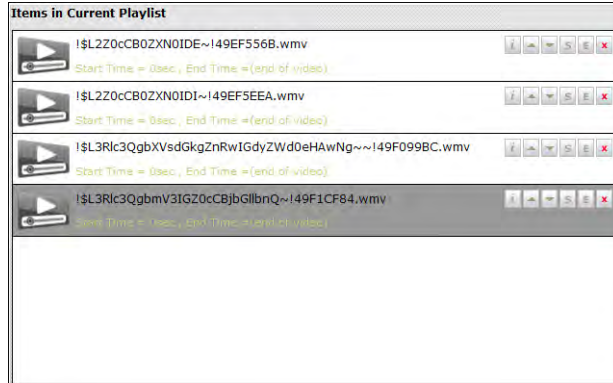 Items in Current Playlist
!$L2Z0cCB0ZXN0IDE~!49EF556B.wmv
i S E x
Start Time = 0sec , End Time =(end of video)
!$L2Z0cCB0ZXN0IDI~!49EF5EEA.wmv
i S E x
Start Time = 0sec , End Time =(end of video)
!$L3Rlc3QgbXVsdGkgZnRwIGdyZWd0eHAwNg~~!49F099BC.wmv
i S E x
Start Time = 0sec , End Time =(end of video)
!$L3Rlc3QgbmV3IGZ0cCBjbGllbnQ~!49F1CF84.wmv
i S E x
Start Time = 0sec , End Time =(end of video)